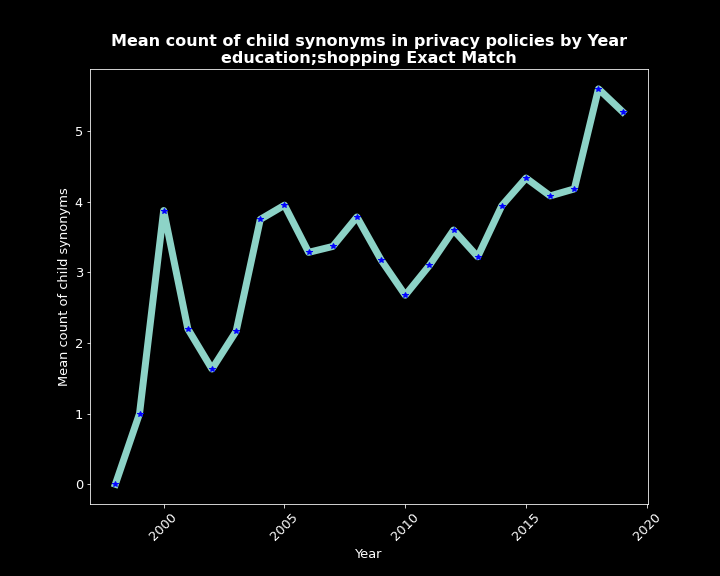 Mean count of child synonyms in privacy policies by Year
education;shopping Exact Match
Mean count of child synonyms
5
4
3
2
1
0
2000
2005
2010
2015
2020
Year